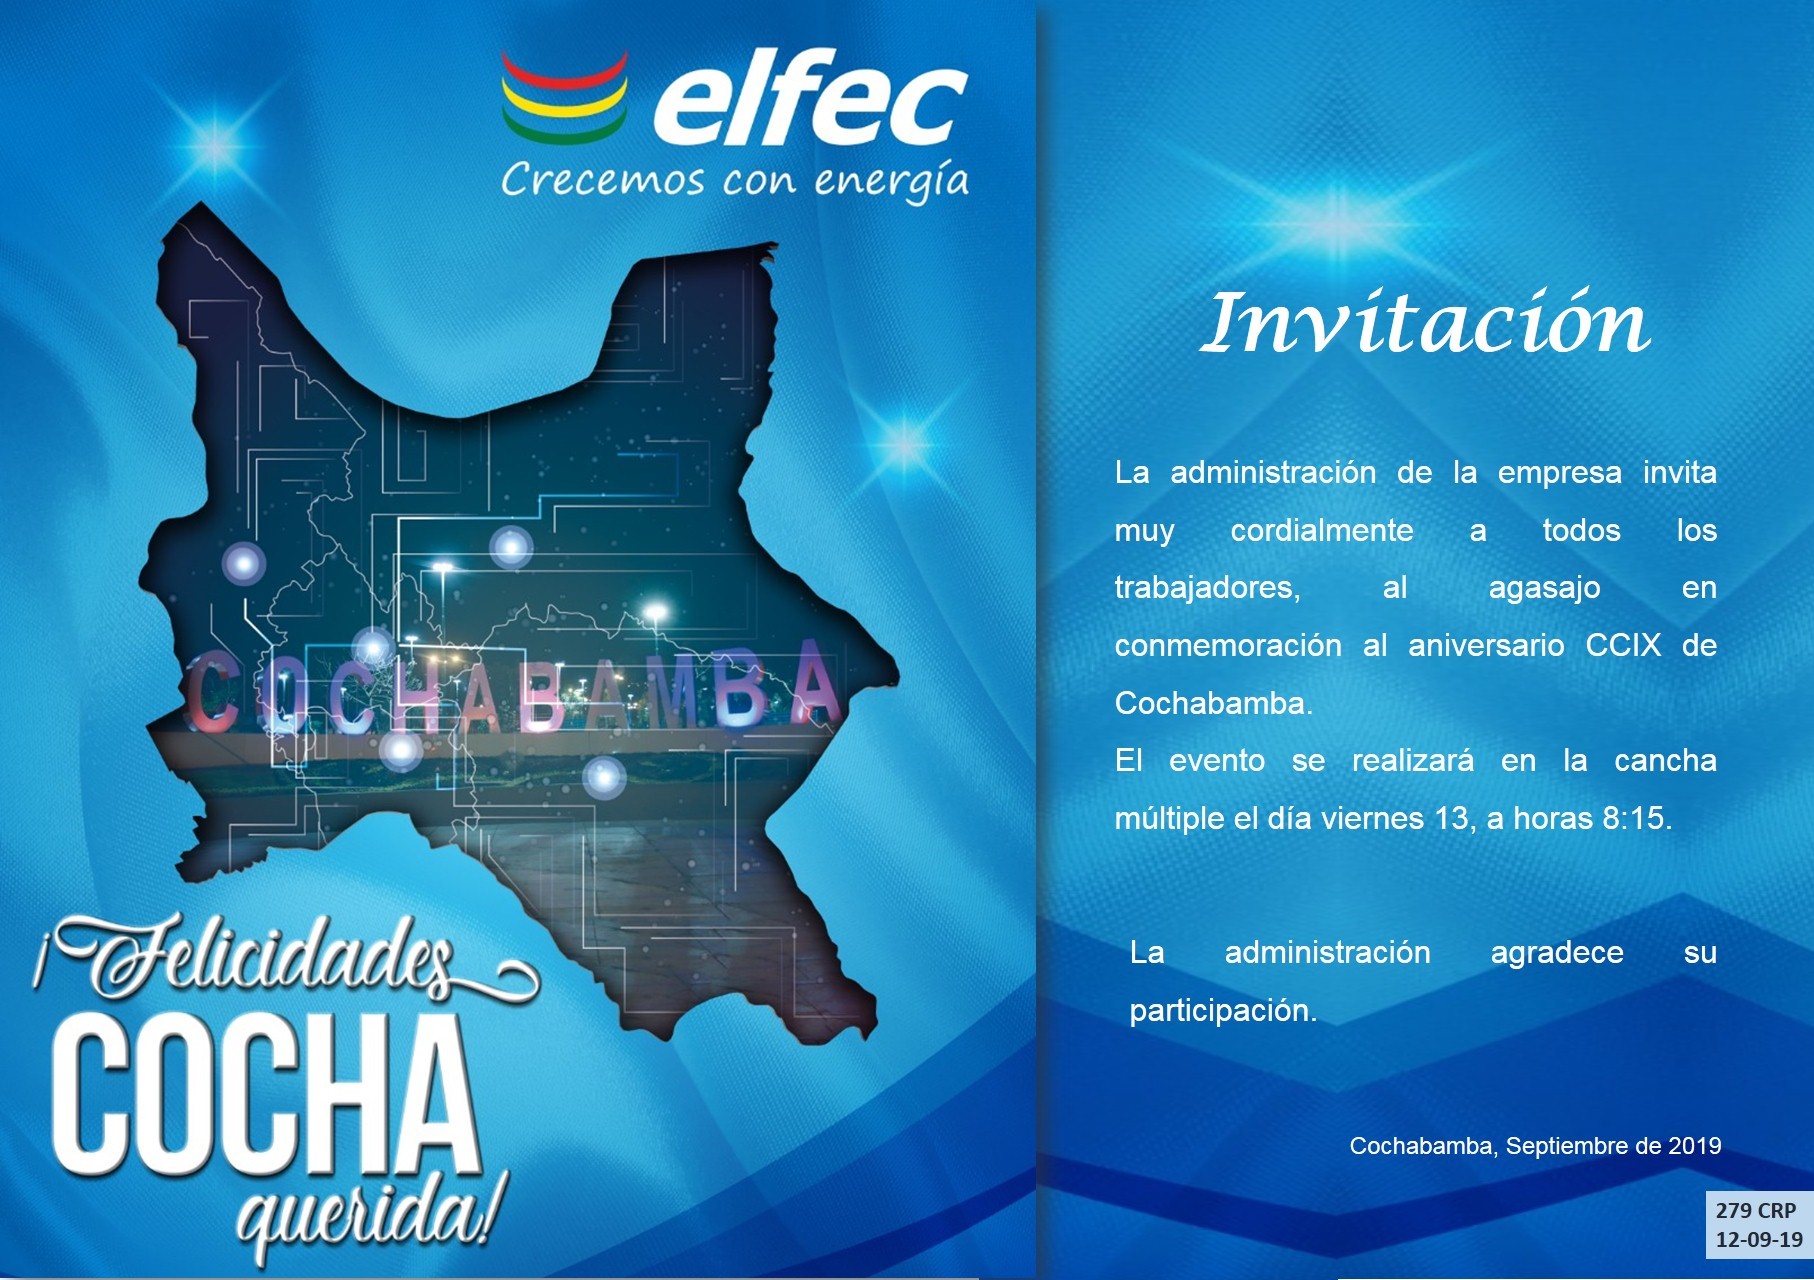 elfec
Crecemos con energía
COCHABAMBA
¡Felicidades
COCHA
querida!
Invitación
La administración de la empresa invita
muy cordialmente a todos los
trabajadores, al agasajo en
conmemoración al aniversario CCIX de
Cochabamba.
El evento se realizará en la cancha
múltiple el día viernes 13, a horas 8:15.
La administración agradece su
participación.
Cochabamba, Septiembre de 2019
279 CRP
12-09-19